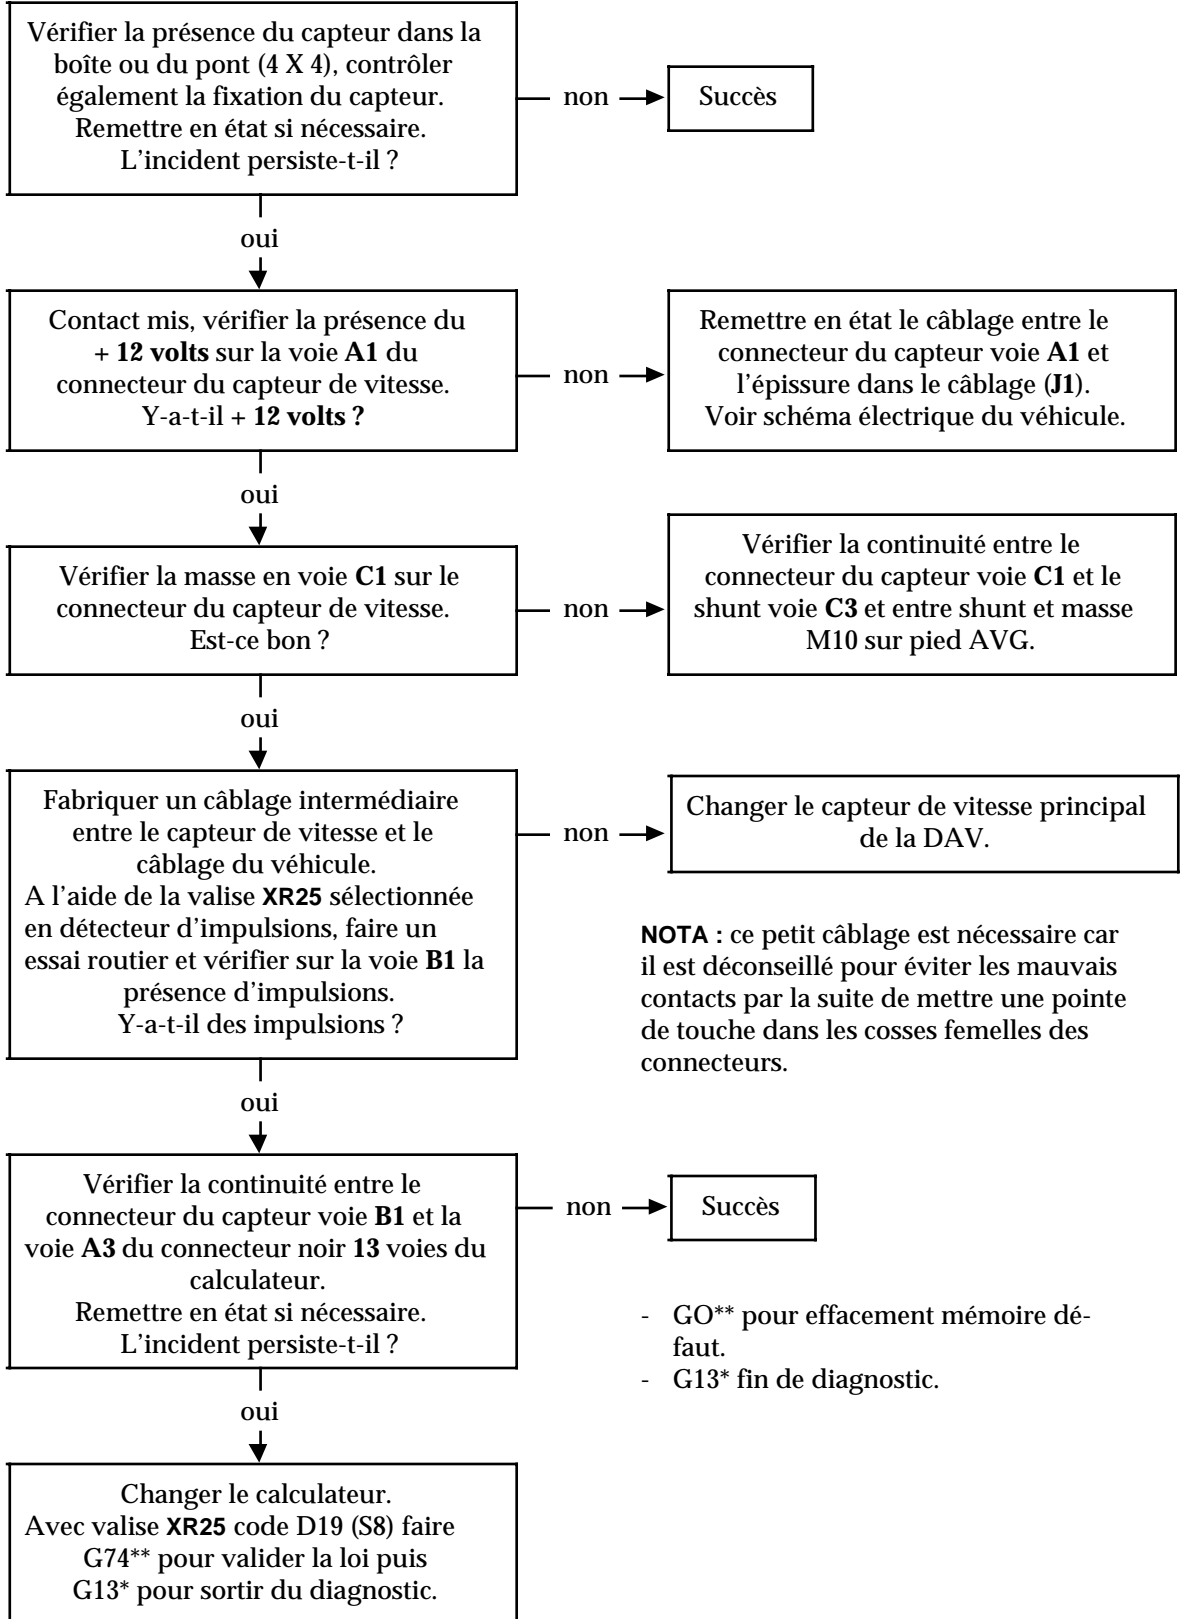 Vérifier la présence du capteur dans la
boîte ou du pont (4 X 4), contrôler
également la fixation du capteur.
Remettre en état si nécessaire.
L'incident persiste-t-il ?
non
Succès
oui
Contact mis, vérifier la présence du
+ 12 volts sur la voie A1 du
connecteur du capteur de vitesse.
Y-a-t-il + 12 volts ?
non
Remettre en état le câblage entre le
connecteur du capteur voie A1 et
l'épissure dans le câblage (J1).
Voir schéma électrique du véhicule.
oui
Vérifier la masse en voie C1 sur le
connecteur du capteur de vitesse.
Est-ce bon ?
non
Vérifier la continuité entre le
connecteur du capteur voie C1 et le
shunt voie C3 et entre shunt et masse
M10 sur pied AVG.
oui
Fabriquer un câblage intermédiaire
entre le capteur de vitesse et le
câblage du véhicule.
A l'aide de la valise XR25 sélectionnée
en détecteur d'impulsions, faire un
essai routier et vérifier sur la voie B1 la
présence d'impulsions.
Y-a-t-il des impulsions ?
non
Changer le capteur de vitesse principal
de la DAV.
NOTA : ce petit câblage est nécessaire car
il est déconseillé pour éviter les mauvais
contacts par la suite de mettre une pointe
de touche dans les cosses femelles des
connecteurs.
oui
Vérifier la continuité entre le
connecteur du capteur voie B1 et la
voie A3 du connecteur noir 13 voies du
calculateur.
Remettre en état si nécessaire.
L'incident persiste-t-il ?
non
Succès
- GO** pour effacement mémoire dé-
faut.
- G13* fin de diagnostic.
oui
Changer le calculateur.
Avec valise XR25 code D19 (S8) faire
G74** pour valider la loi puis
G13* pour sortir du diagnostic.